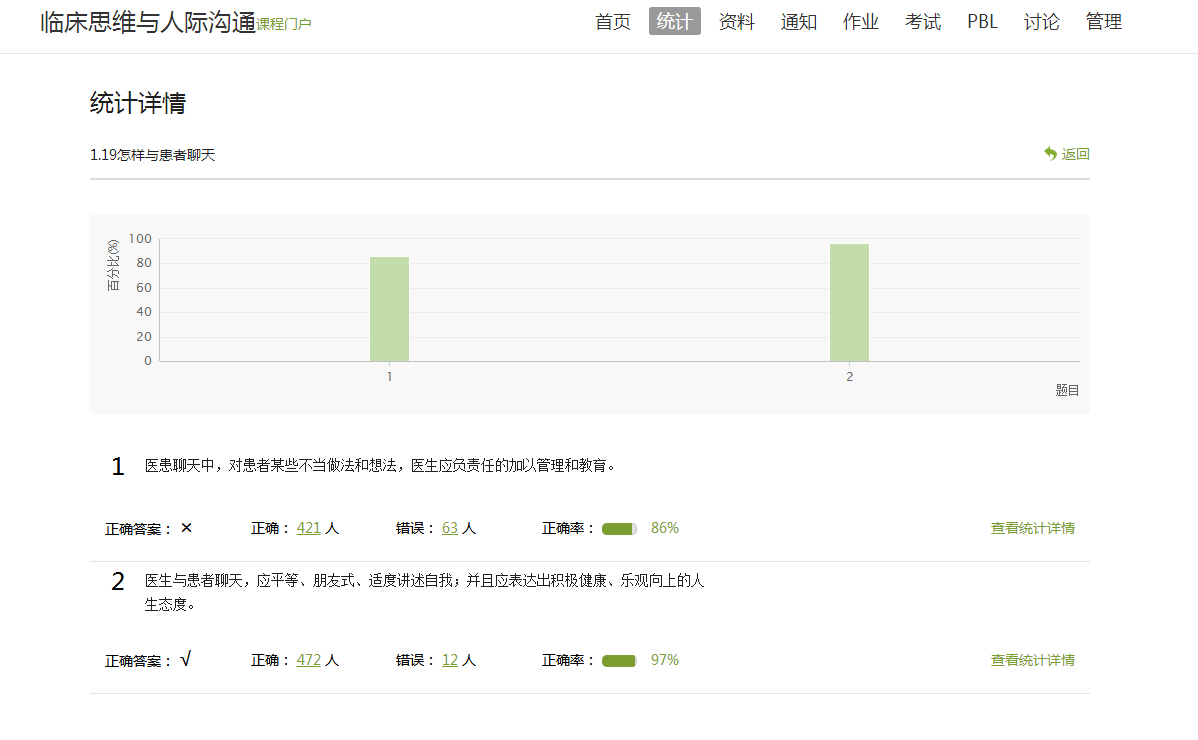 临床思维与人际沟通课程门户 首页 统计 资料 通知 作业 考试 PBL 讨论 管理
统计详情
1.19怎样与患者聊天 返回
百分比(%)
100
80
60
40
20
0
1 2
题目
1 医患聊天中，对患者某些不当做法和想法，医生应负责任的加以管理和教育。
正确答案： × 正确： 421 人 错误： 63 人 正确率： 86% 查看统计详情
2 医生与患者聊天，应平等、朋友式、适度讲述自我；并且应表达出积极健康、乐观向上的人
生态度。
正确答案： √ 正确： 472 人 错误： 12 人 正确率： 97% 查看统计详情